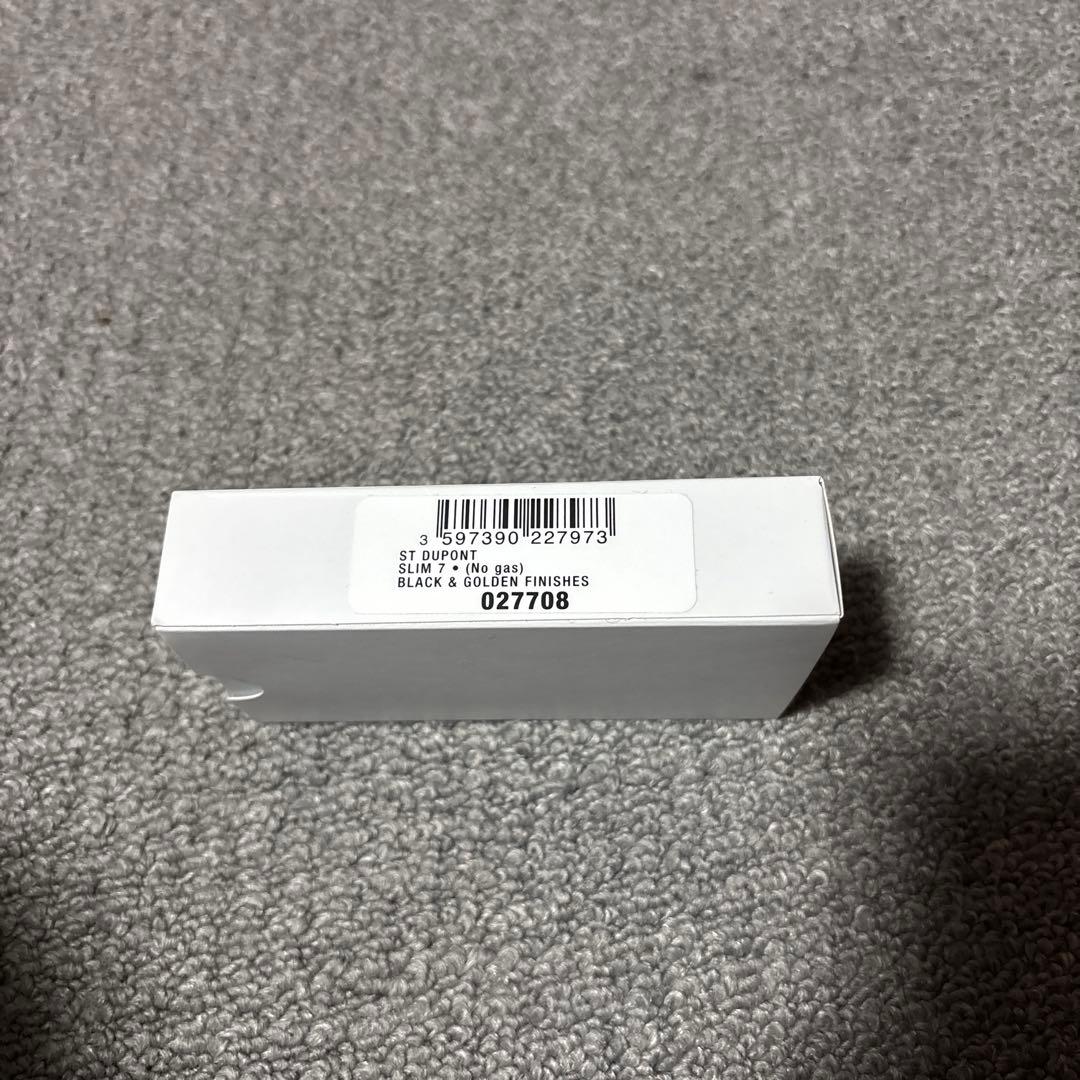 3 597390 227973
ST DUPONT
SLIM 7 • (No gas)
BLACK & GOLDEN FINISHES
027708